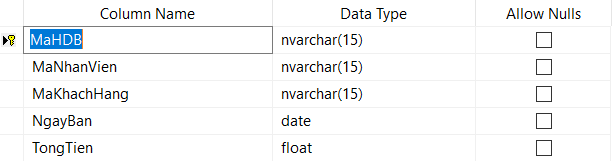 Column Name Data Type Allow Nulls
MaHDB nvarchar(15)
MaNhanVien nvarchar(15)
MaKhachHang nvarchar(15)
NgayBan date
TongTien float